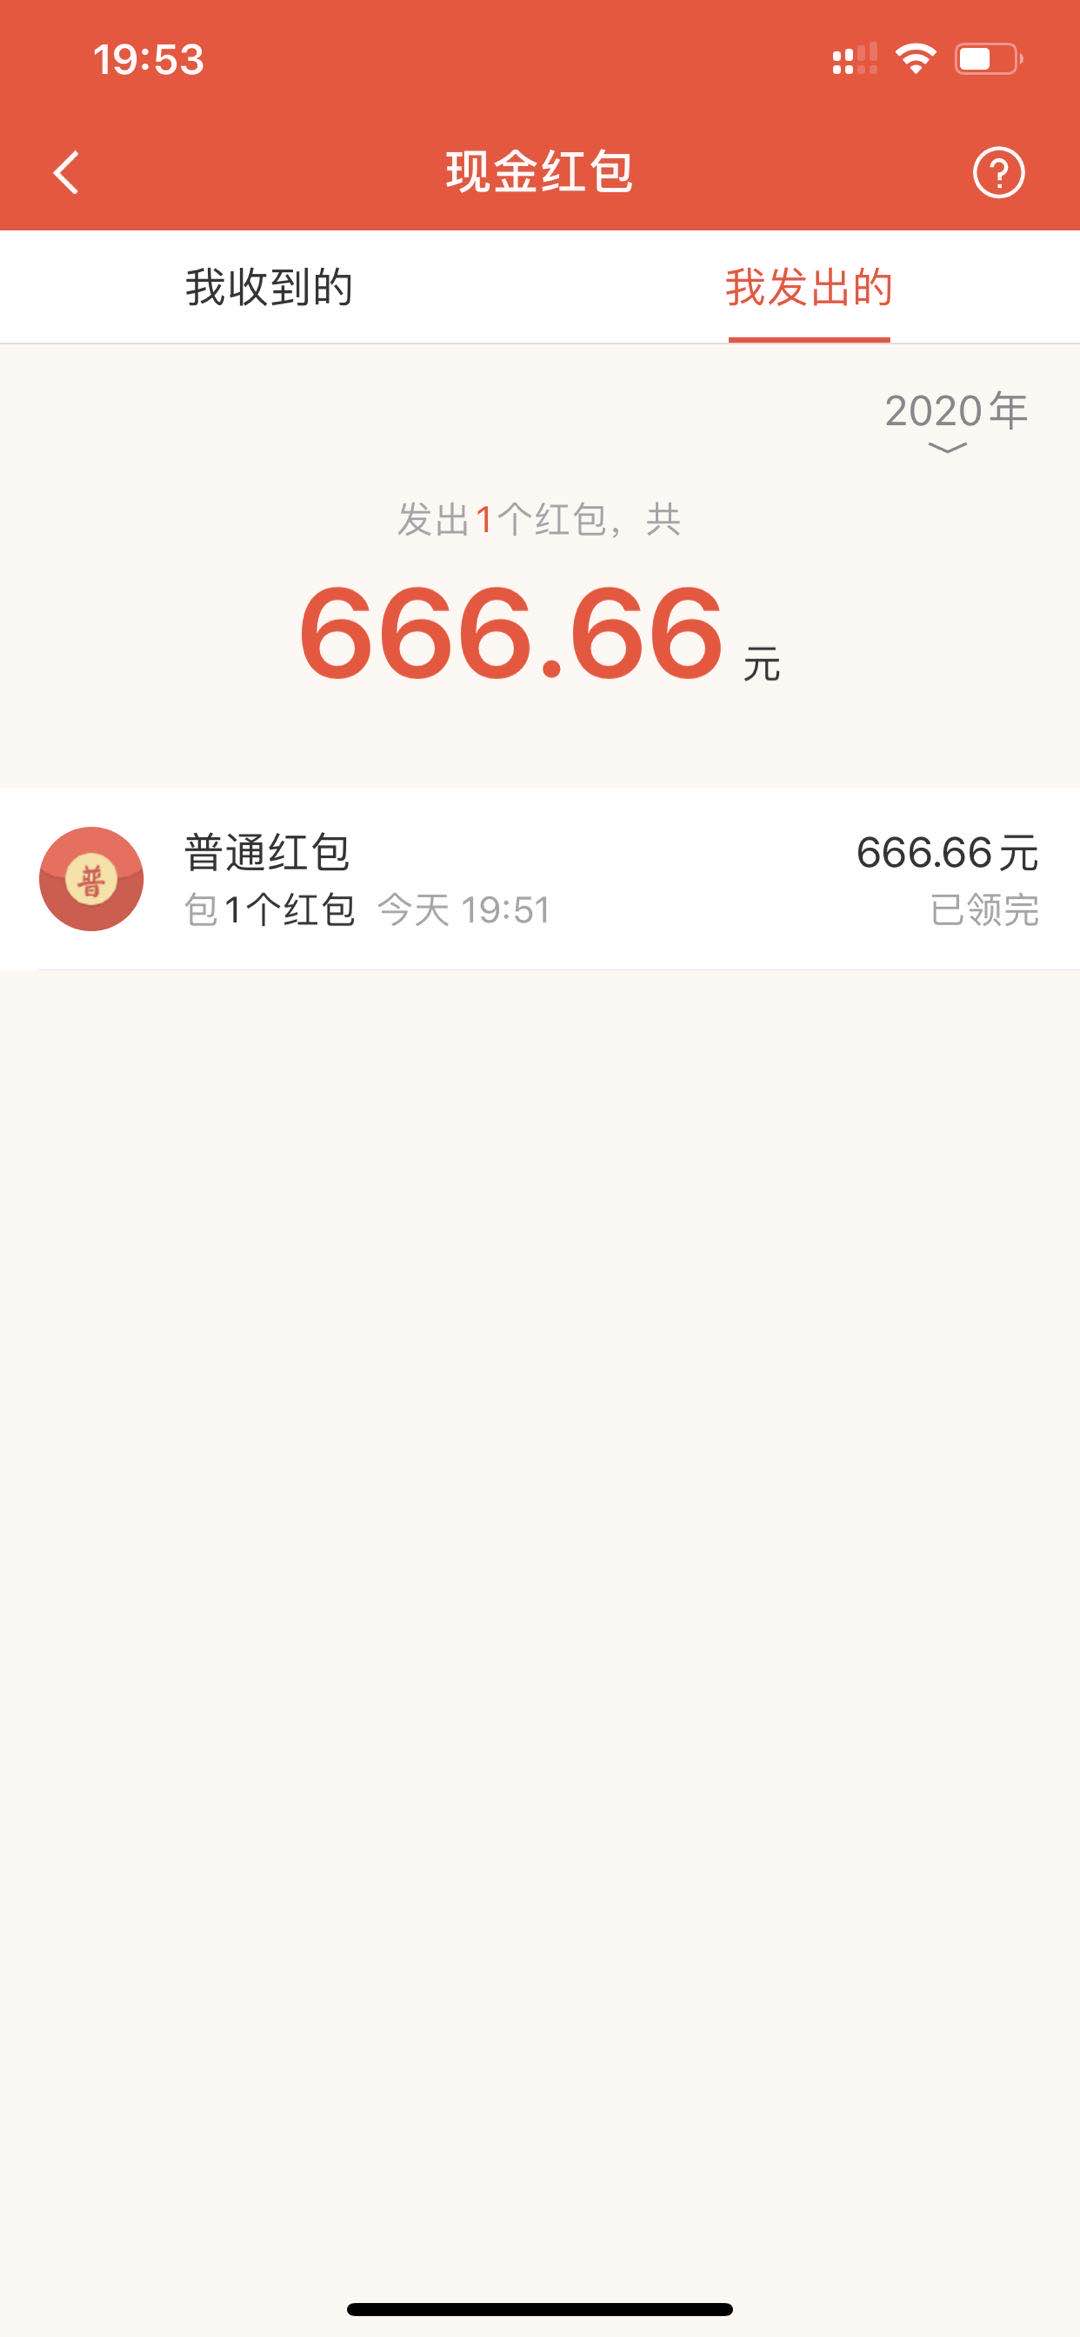 19:53
现金红包
我收到的 我发出的
2020年
发出1个红包，共
666.66 元
普
普通红包 666.66元
包1个红包 今天 19:51 已领完